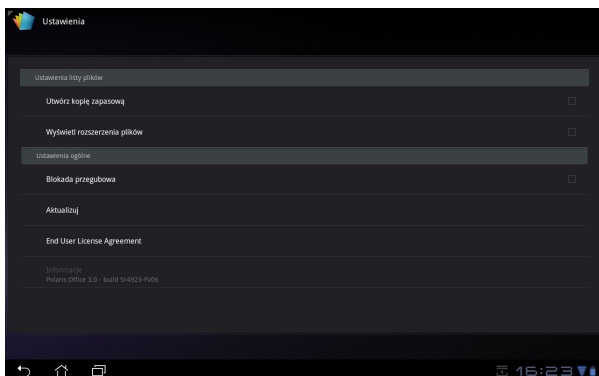 Ustawienia
Ustawienia listy plików
Utwórz kopię zapasową
Wyświetl rozszerzenia plików
Ustawienia ogólne
Blokada przegubowa
Aktualizuj
End User License Agreement
Informacje
Polaris Office 3.0 - build 5r4923-FV06
16:23